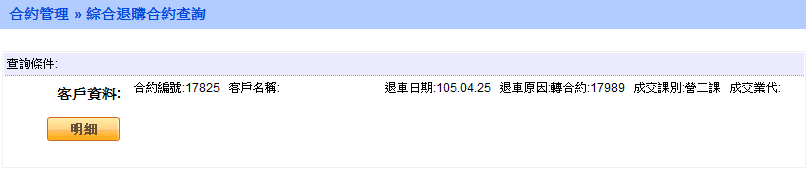 合約管理 » 綜合退購合約查詢
查詢條件:
客戶資料: 合約編號:17825 客戶名稱: 退車日期:105.04.25 退車原因:轉合約:17989 成交課別:營二課 成交業代:
明細